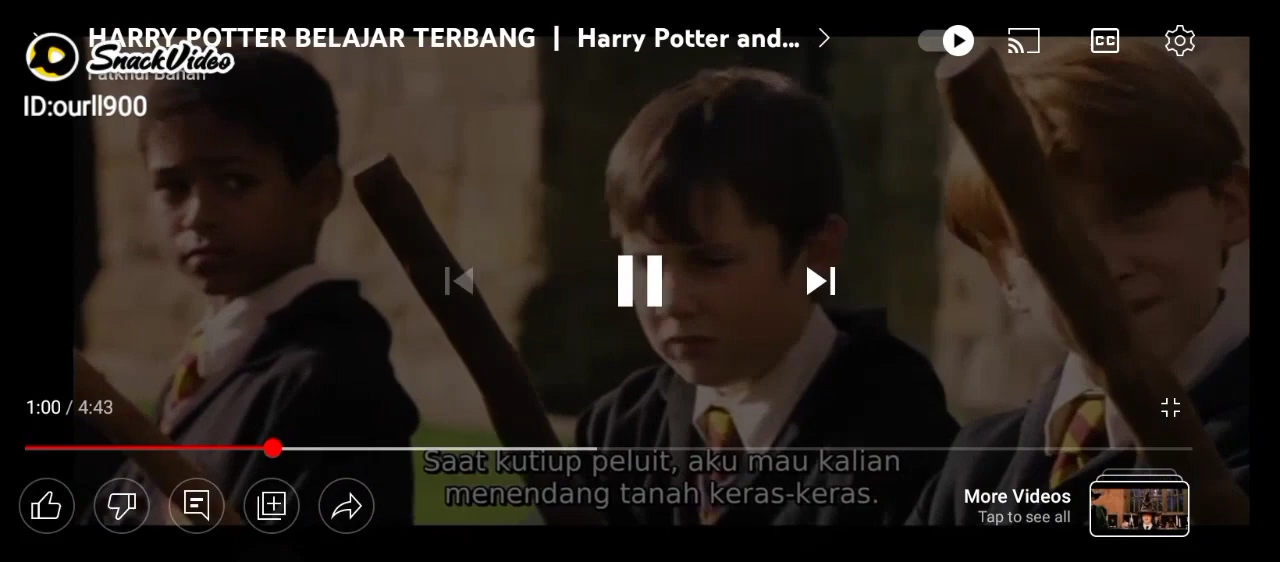 HARRY POTTER BELAJAR TERBANG | Harry Potter and...
SnackVideo
ID:ourll900
1:00 / 4:43
Saat kutiup peluit, aku mau kalian
menendang tanah keras-keras.
More Videos
Tap to see all
CC